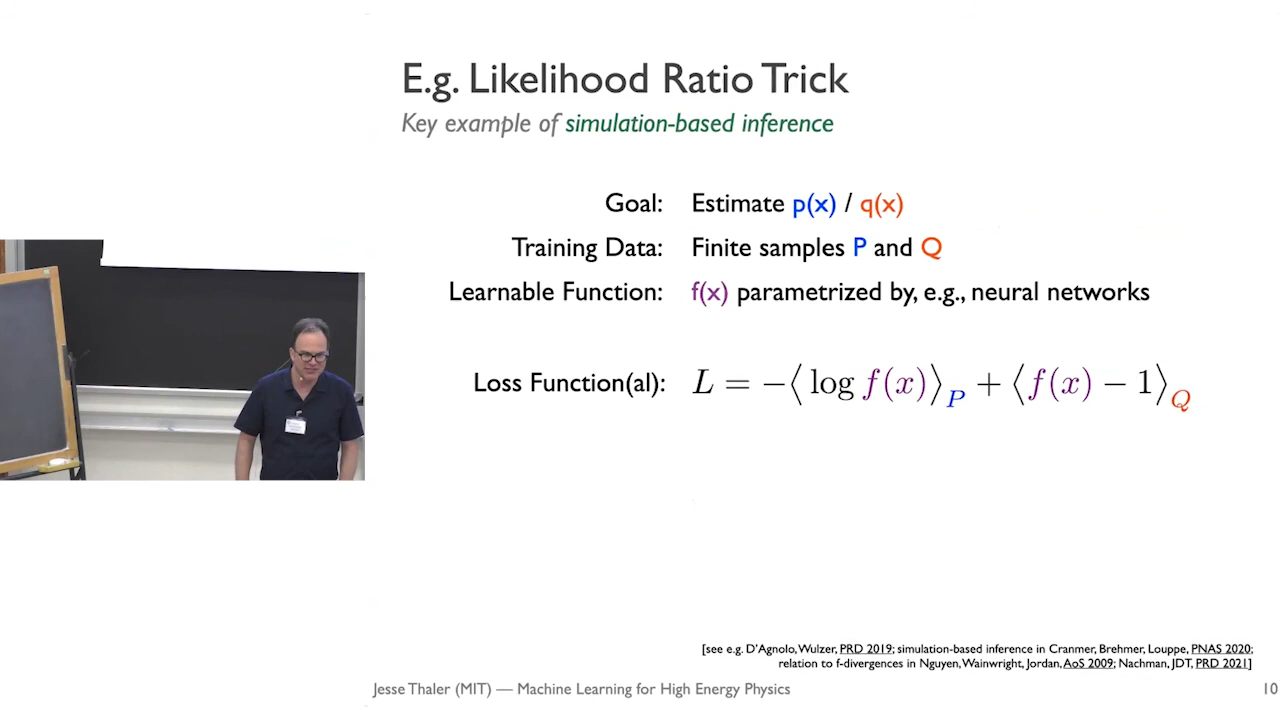 E.g. Likelihood Ratio Trick
Key example of simulation-based inference
Goal: Estimate p(x) / q(x)
Training Data: Finite samples P and Q
Learnable Function: f(x) parametrized by, e.g., neural networks
Loss Function(al): L = −⟨ log f(x) ⟩_P + ⟨ f(x) − 1 ⟩_Q
[see e.g. D'Agnolo, Wulzer, PRD 2019; simulation-based inference in Cranmer, Brehmer, Louppe, PNAS 2020;
relation to f-divergences in Nguyen, Wainwright, Jordan, AoS 2009; Nachman, JDT, PRD 2021]
Jesse Thaler (MIT) — Machine Learning for High Energy Physics 10